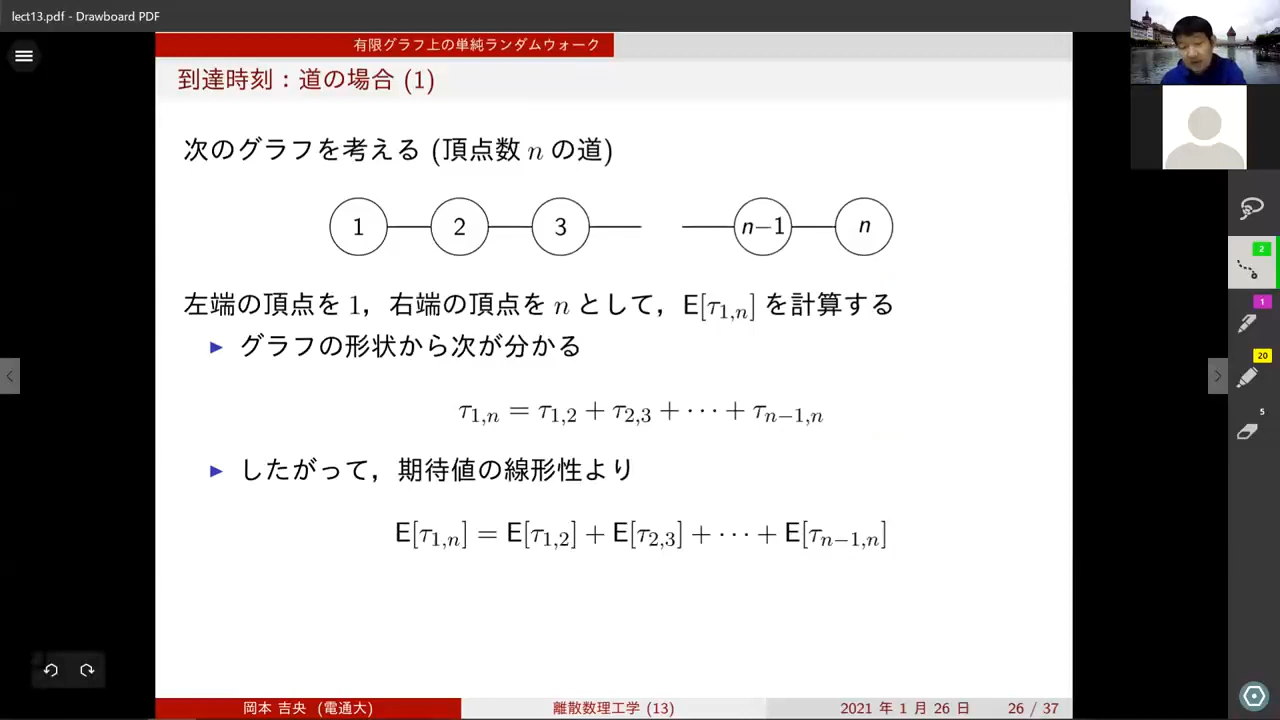 lect13.pdf - Drawboard PDF
有限グラフ上の単純ランダムウォーク
到達時刻：道の場合 (1)
次のグラフを考える (頂点数 n の道)
1 2 3 n−1 n
左端の頂点を 1，右端の頂点を n として，E[τ1,n] を計算する
▶ グラフの形状から次が分かる
τ1,n = τ1,2 + τ2,3 + ··· + τn−1,n
▶ したがって，期待値の線形性より
E[τ1,n] = E[τ1,2] + E[τ2,3] + ··· + E[τn−1,n]
2
1
20
5
岡本 吉央 (電通大) 離散数理工学 (13) 2021 年 1 月 26 日 26 / 37